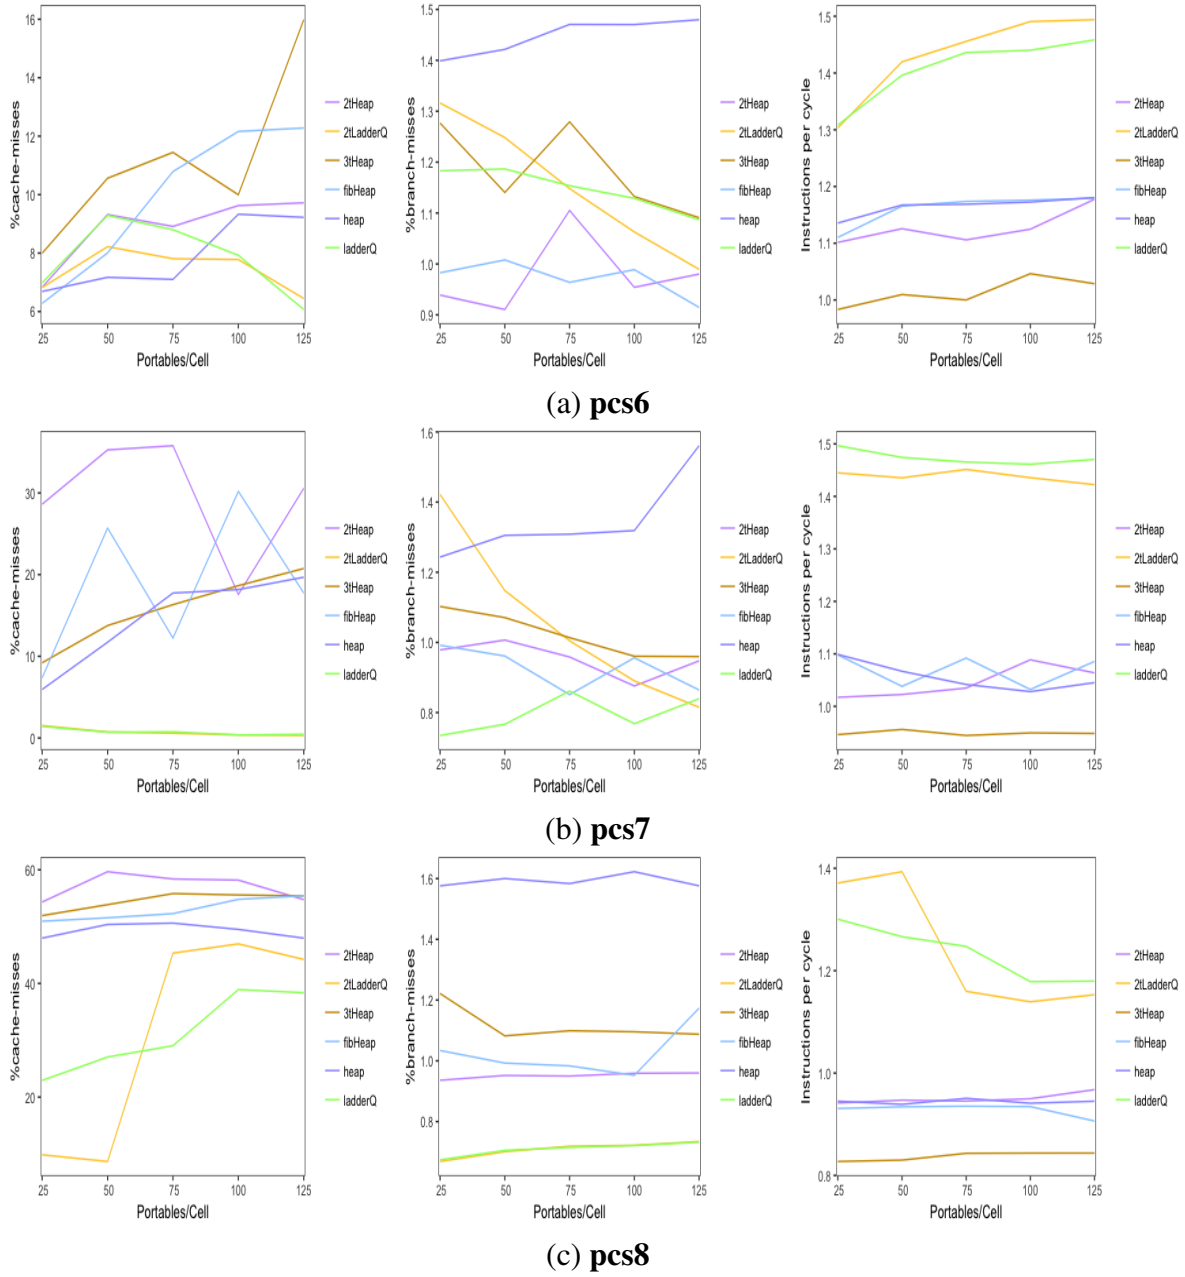 %cache-misses
16
14
12
10
8
6
25 50 75 100 125
Portables/Cell
2tHeap
2tLadderQ
3tHeap
fibHeap
heap
ladderQ
%branch-misses
1.5
1.4
1.3
1.2
1.1
1.0
0.9
25 50 75 100 125
Portables/Cell
2tHeap
2tLadderQ
3tHeap
fibHeap
heap
ladderQ
Instructions per cycle
1.5
1.4
1.3
1.2
1.1
1.0
25 50 75 100 125
Portables/Cell
2tHeap
2tLadderQ
3tHeap
fibHeap
heap
ladderQ
(a) pcs6
%cache-misses
30
20
10
0
25 50 75 100 125
Portables/Cell
2tHeap
2tLadderQ
3tHeap
fibHeap
heap
ladderQ
%branch-misses
1.6
1.4
1.2
1.0
0.8
25 50 75 100 125
Portables/Cell
2tHeap
2tLadderQ
3tHeap
fibHeap
heap
ladderQ
Instructions per cycle
1.5
1.4
1.3
1.2
1.1
1.0
25 50 75 100 125
Portables/Cell
2tHeap
2tLadderQ
3tHeap
fibHeap
heap
ladderQ
(b) pcs7
%cache-misses
60
40
20
25 50 75 100 125
Portables/Cell
2tHeap
2tLadderQ
3tHeap
fibHeap
heap
ladderQ
%branch-misses
1.6
1.4
1.2
1.0
0.8
25 50 75 100 125
Portables/Cell
2tHeap
2tLadderQ
3tHeap
fibHeap
heap
ladderQ
Instructions per cycle
1.4
1.2
1.0
0.8
25 50 75 100 125
Portables/Cell
2tHeap
2tLadderQ
3tHeap
fibHeap
heap
ladderQ
(c) pcs8